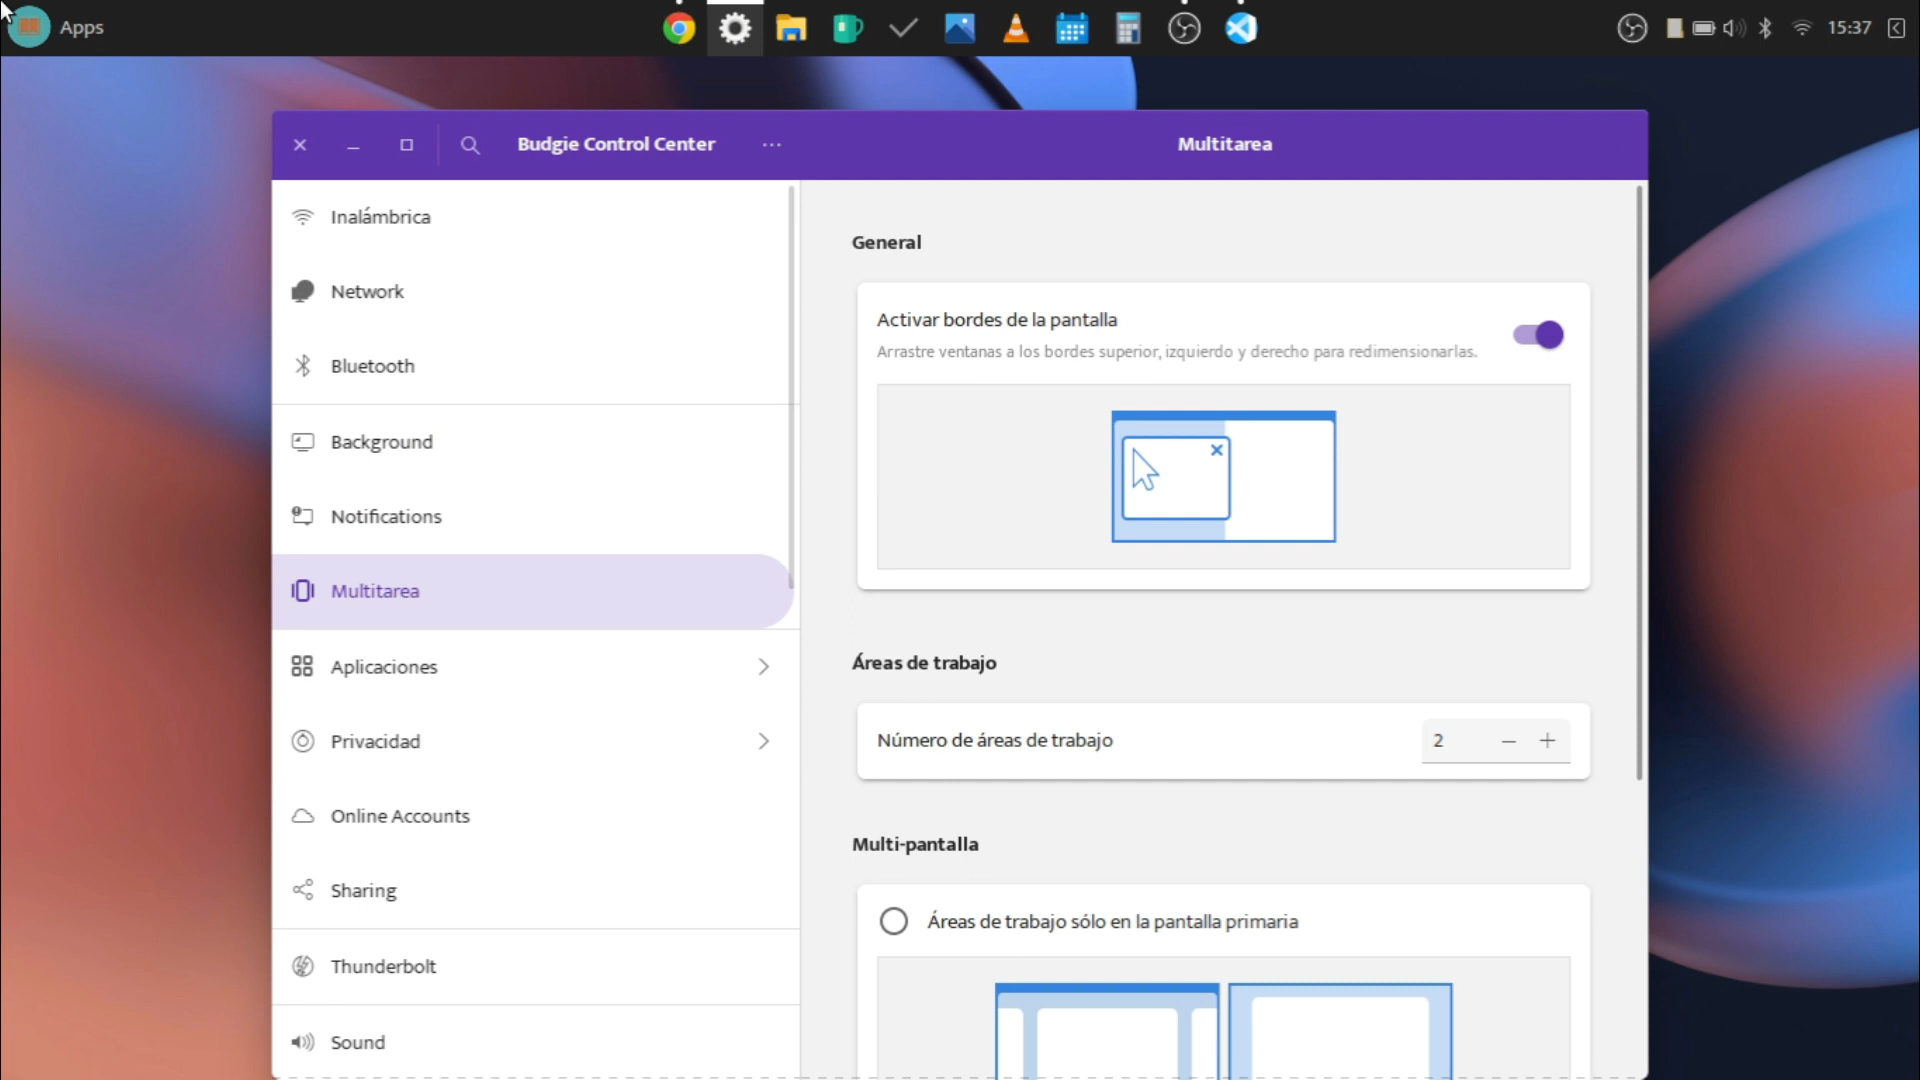 Apps
15:37
Budgie Control Center
Multitarea
Inalámbrica
Network
Bluetooth
Background
Notifications
Multitarea
Aplicaciones
Privacidad
Online Accounts
Sharing
Thunderbolt
Sound
General
Activar bordes de la pantalla
Arrastre ventanas a los bordes superior, izquierdo y derecho para redimensionarlas.
Áreas de trabajo
Número de áreas de trabajo
2
Multi-pantalla
Áreas de trabajo sólo en la pantalla primaria